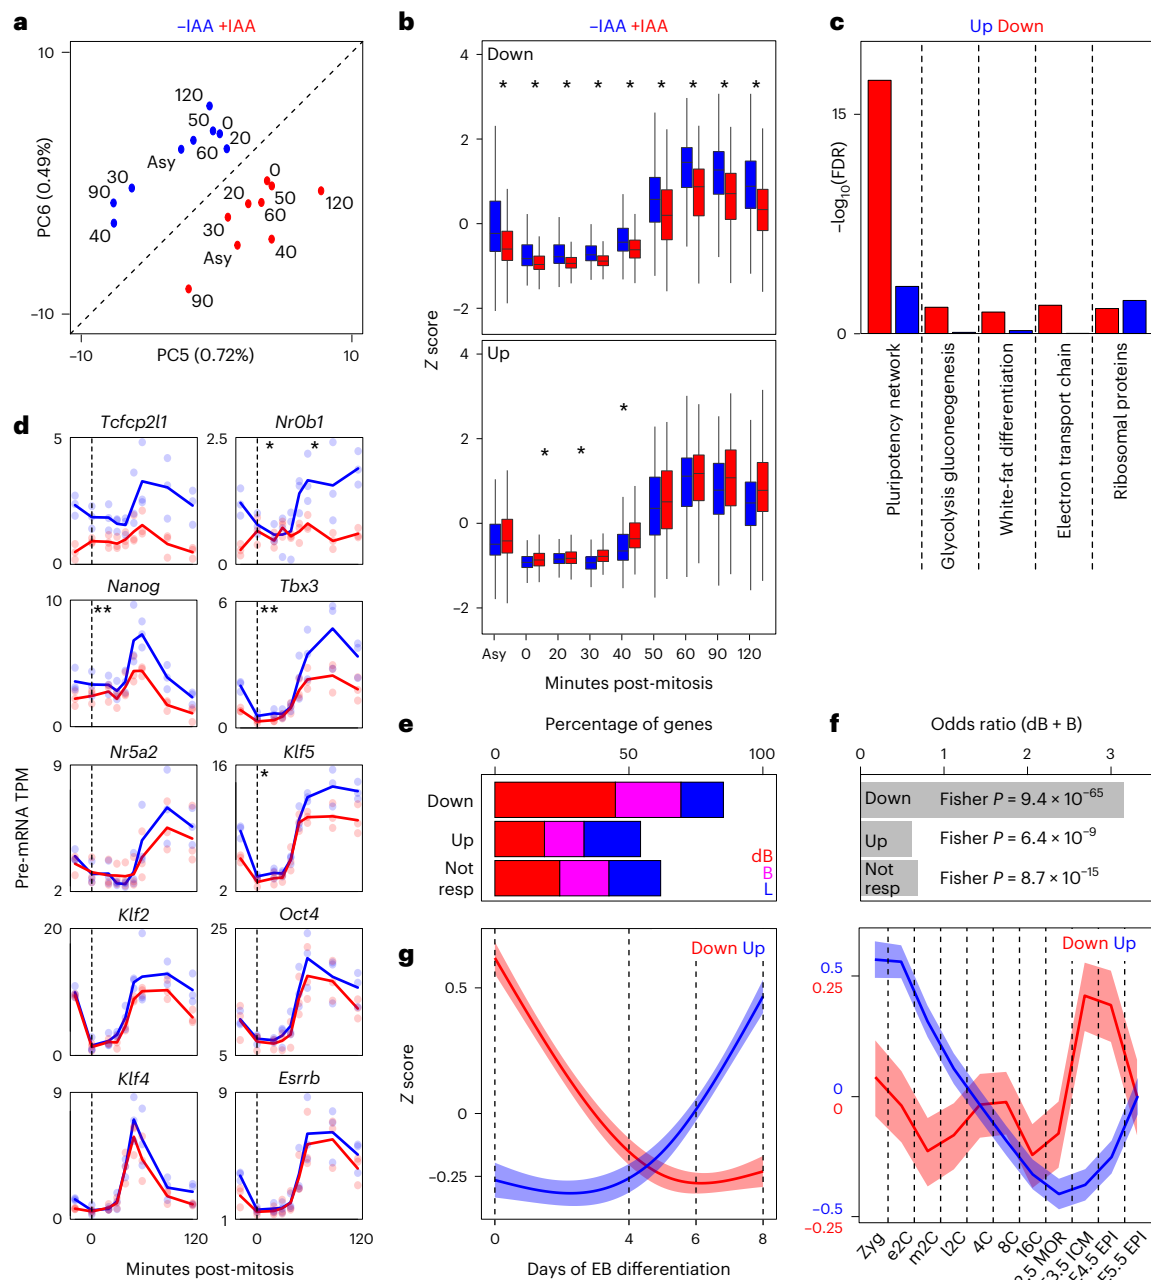 a
–IAA +IAA
10
120
50
0
20
60
Asy
30
90
40
0
50
20
60
120
30
Asy
40
90
–10
PC6 (0.49%)
–10
10
PC5 (0.72%)
b
–IAA +IAA
Down
4
* * * * * * * * *
2
0
–2
Z score
Up
4
2
0
–2
* * *
Asy 0 20 30 40 50 60 90 120
Minutes post-mitosis
c
Up Down
15
0
–log10(FDR)
Pluripotency network
Glycolysis gluconeogenesis
White-fat differentiation
Electron transport chain
Ribosomal proteins
d
Tcfcp2l1
5
0
Nr0b1
2.5
* *
0
Nanog
10
**
0
Tbx3
6
**
0
Nr5a2
9
2
Klf5
16
*
2
Klf2
20
0
Oct4
25
5
Klf4
9
0
Esrrb
9
1
0 120
0 120
Pre-mRNA TPM
Minutes post-mitosis
e
Percentage of genes
0 50 100
Down
Up
Not
resp
dB
B
L
f
Odds ratio (dB + B)
0 1 2 3
Down Fisher P = 9.4 × 10–65
Up Fisher P = 6.4 × 10–9
Not
resp
Fisher P = 8.7 × 10–15
g
Down Up
0.5
0
–0.25
Z score
0 4 6 8
Days of EB differentiation
Down Up
0.5
0.25
0
0
–0.5
–0.25
Zyg
e2C
m2C
l2C
4C
8C
16C
MOR
ICM
E4.5 EPI
E5.5 EPI